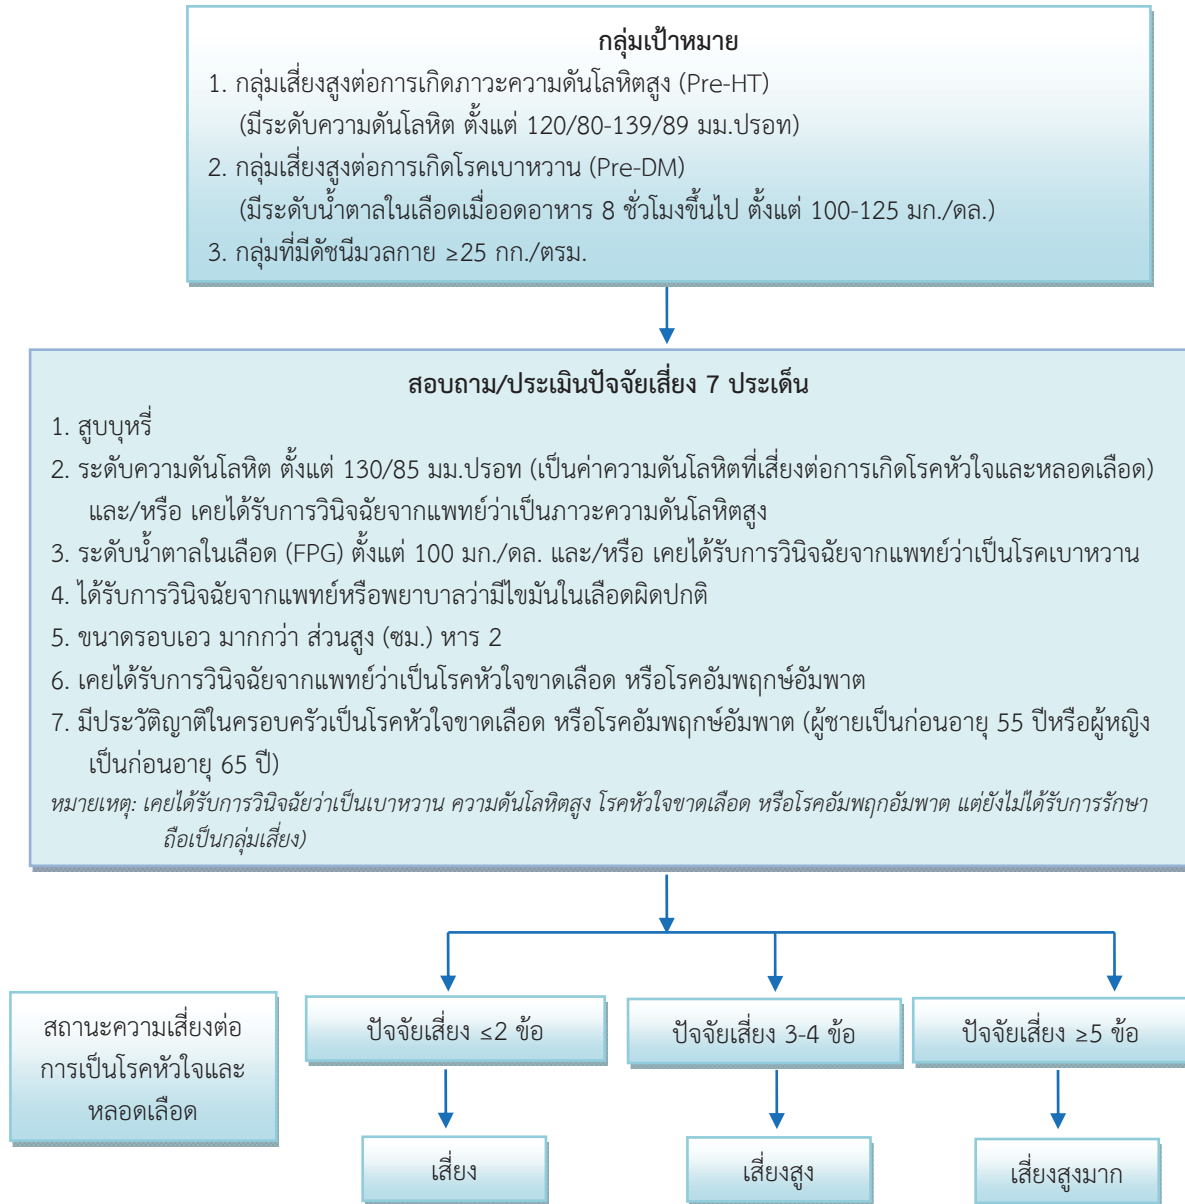 กลุ่มเป้าหมาย
1. กลุ่มเสี่ยงสูงต่อการเกิดภาวะความดันโลหิตสูง (Pre-HT)
(มีระดับความดันโลหิต ตั้งแต่ 120/80-139/89 มม.ปรอท)
2. กลุ่มเสี่ยงสูงต่อการเกิดโรคเบาหวาน (Pre-DM)
(มีระดับน้ำตาลในเลือดเมื่ออดอาหาร 8 ชั่วโมงขึ้นไป ตั้งแต่ 100-125 มก./ดล.)
3. กลุ่มที่มีดัชนีมวลกาย ≥25 กก./ตรม.
สอบถาม/ประเมินปัจจัยเสี่ยง 7 ประเด็น
1. สูบบุหรี่
2. ระดับความดันโลหิต ตั้งแต่ 130/85 มม.ปรอท (เป็นค่าความดันโลหิตที่เสี่ยงต่อการเกิดโรคหัวใจและหลอดเลือด)
และ/หรือ เคยได้รับการวินิจฉัยจากแพทย์ว่าเป็นภาวะความดันโลหิตสูง
3. ระดับน้ำตาลในเลือด (FPG) ตั้งแต่ 100 มก./ดล. และ/หรือ เคยได้รับการวินิจฉัยจากแพทย์ว่าเป็นโรคเบาหวาน
4. ได้รับการวินิจฉัยจากแพทย์หรือพยาบาลว่ามีไขมันในเลือดผิดปกติ
5. ขนาดรอบเอว มากกว่า ส่วนสูง (ซม.) หาร 2
6. เคยได้รับการวินิจฉัยจากแพทย์ว่าเป็นโรคหัวใจขาดเลือด หรือโรคอัมพฤกษ์อัมพาต
7. มีประวัติญาติในครอบครัวเป็นโรคหัวใจขาดเลือด หรือโรคอัมพฤกษ์อัมพาต (ผู้ชายเป็นก่อนอายุ 55 ปีหรือผู้หญิง
เป็นก่อนอายุ 65 ปี)
หมายเหตุ: เคยได้รับการวินิจฉัยว่าเป็นเบาหวาน ความดันโลหิตสูง โรคหัวใจขาดเลือด หรือโรคอัมพฤกอัมพาต แต่ยังไม่ได้รับการรักษา
ถือเป็นกลุ่มเสี่ยง)
สถานะความเสี่ยงต่อ
การเป็นโรคหัวใจและ
หลอดเลือด
ปัจจัยเสี่ยง ≤2 ข้อ
ปัจจัยเสี่ยง 3-4 ข้อ
ปัจจัยเสี่ยง ≥5 ข้อ
เสี่ยง
เสี่ยงสูง
เสี่ยงสูงมาก